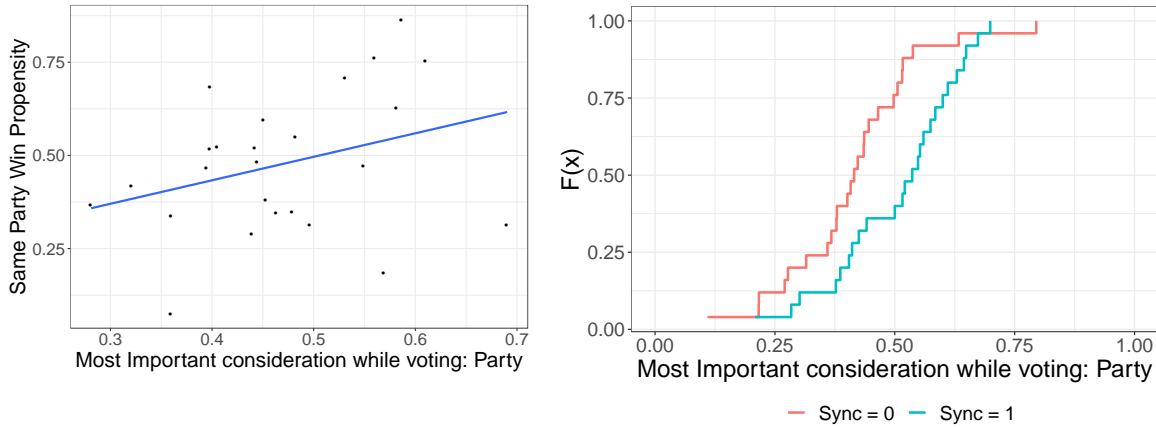 Same Party Win Propensity
0.75
0.50
0.25
0.3 0.4 0.5 0.6 0.7
Most Important consideration while voting: Party
F(x)
1.00
0.75
0.50
0.25
0.00
0.00 0.25 0.50 0.75 1.00
Most Important consideration while voting: Party
Sync = 0 Sync = 1